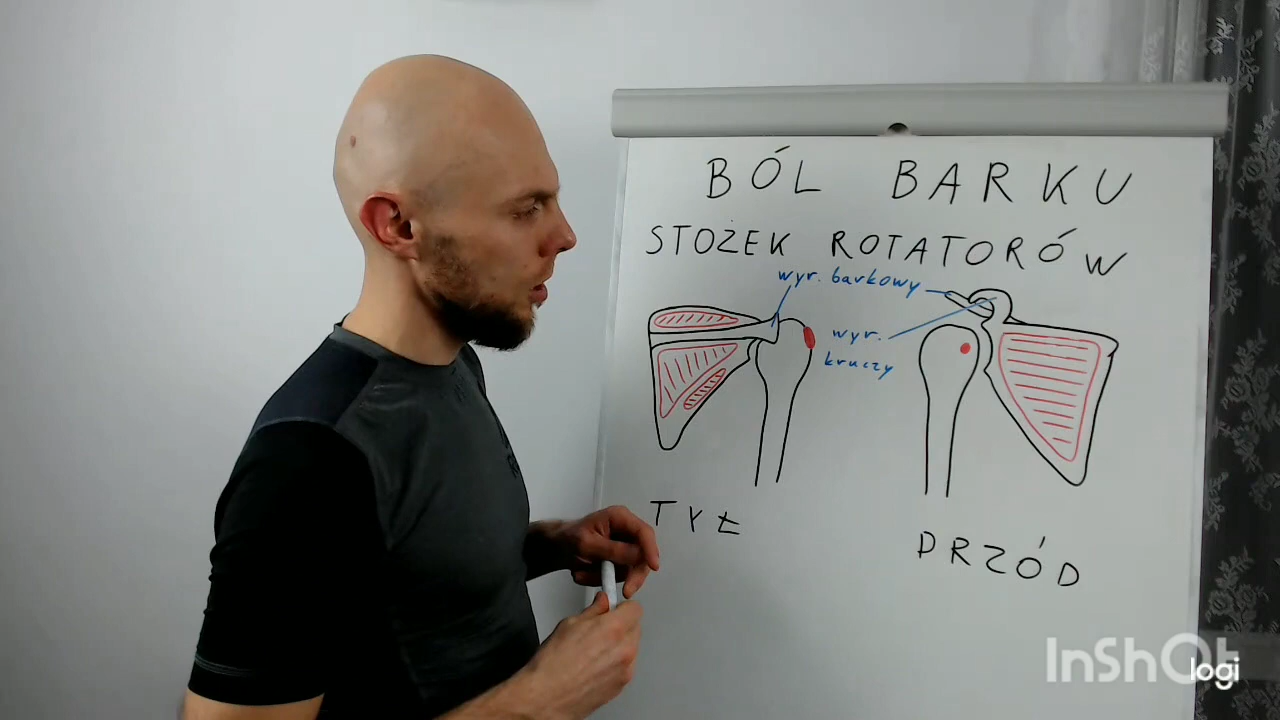 BÓL BARKU
STOŻEK ROTATORÓW
wyr. barkowy
wyr.
kruczy
TYŁ
PRZÓD
InShOt
logi